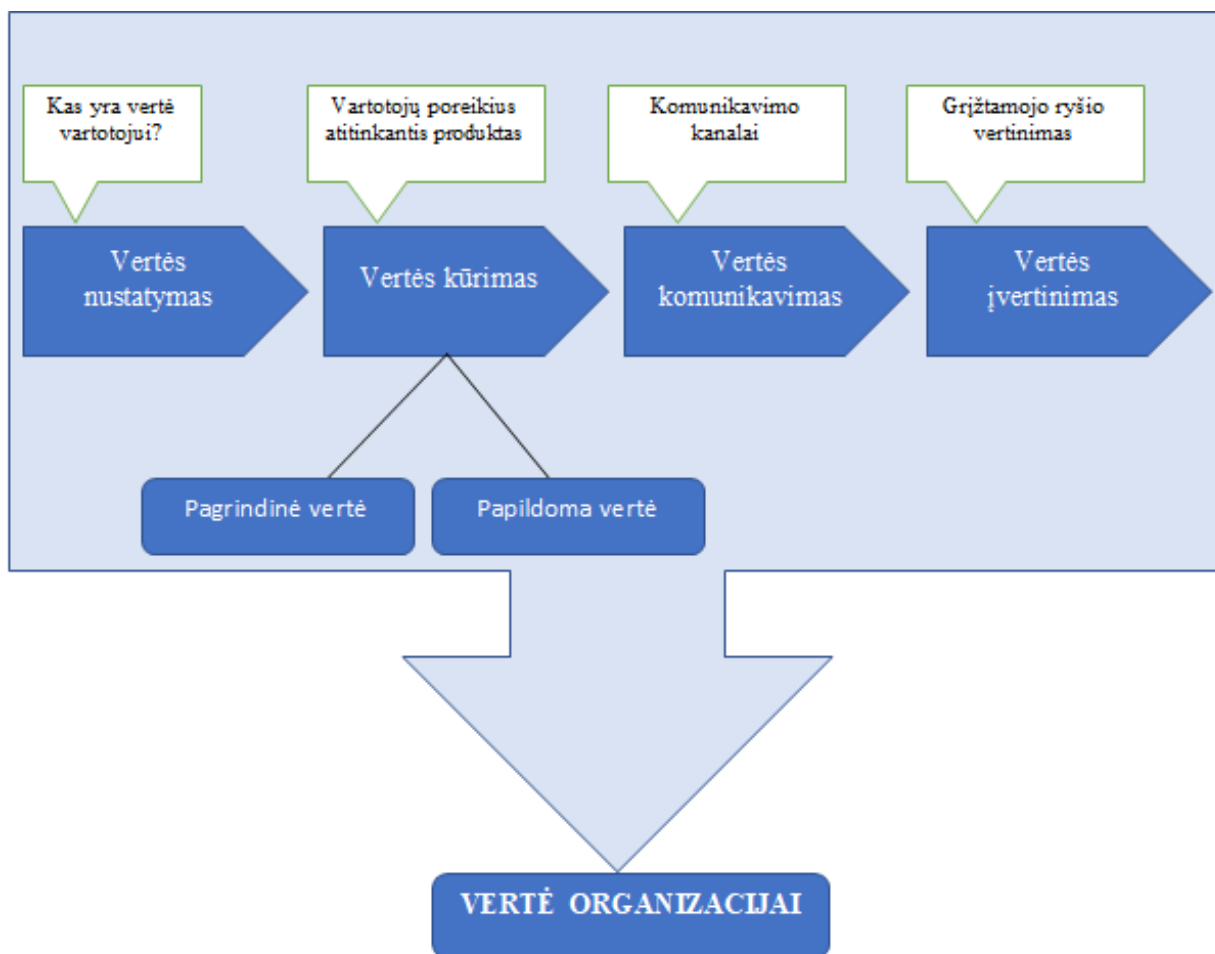 Kas yra vertė
vartotojui?
Vartotojų poreikius
atitinkantis produktas
Komunikavimo
kanalai
Grįžtamojo ryšio
vertinimas
Vertės
nustatymas
Vertės kūrimas
Vertės
komunikavimas
Vertės
įvertinimas
Pagrindinė vertė
Papildoma vertė
VERTĖ ORGANIZACIJAI